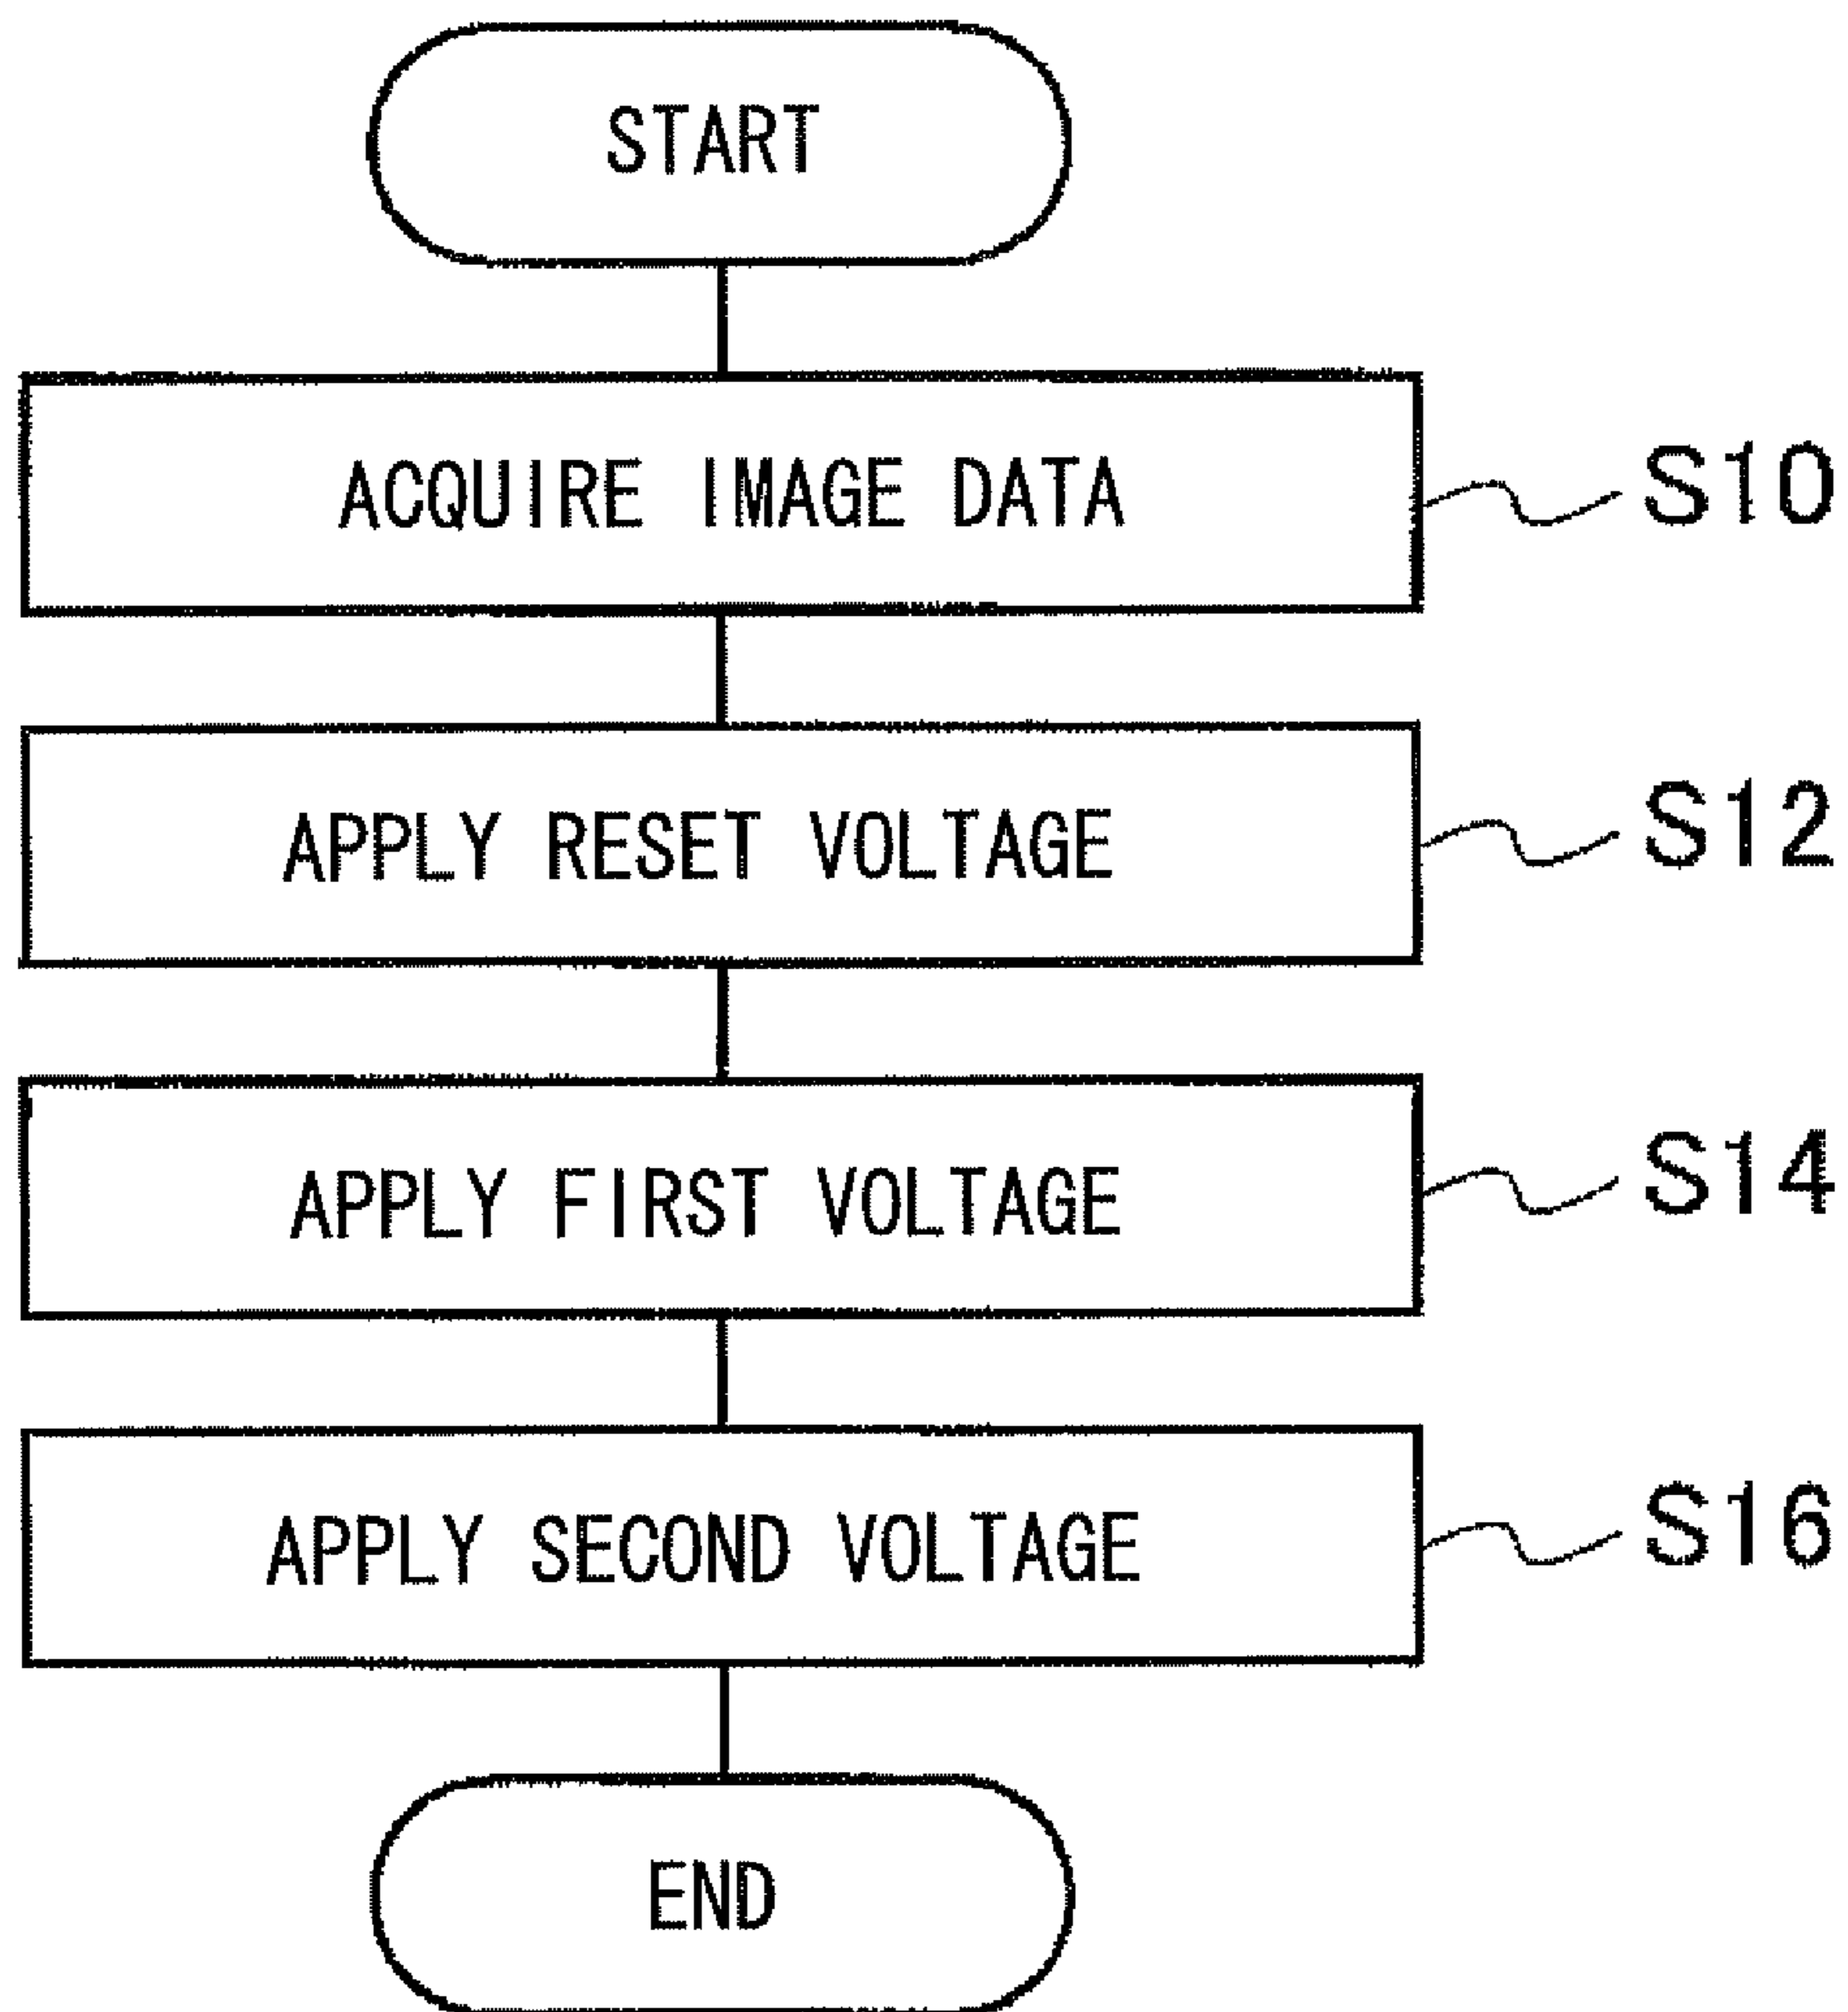 START
ACQUIRE IMAGE DATA S10
APPLY RESET VOLTAGE S12
APPLY FIRST VOLTAGE S14
APPLY SECOND VOLTAGE S16
END